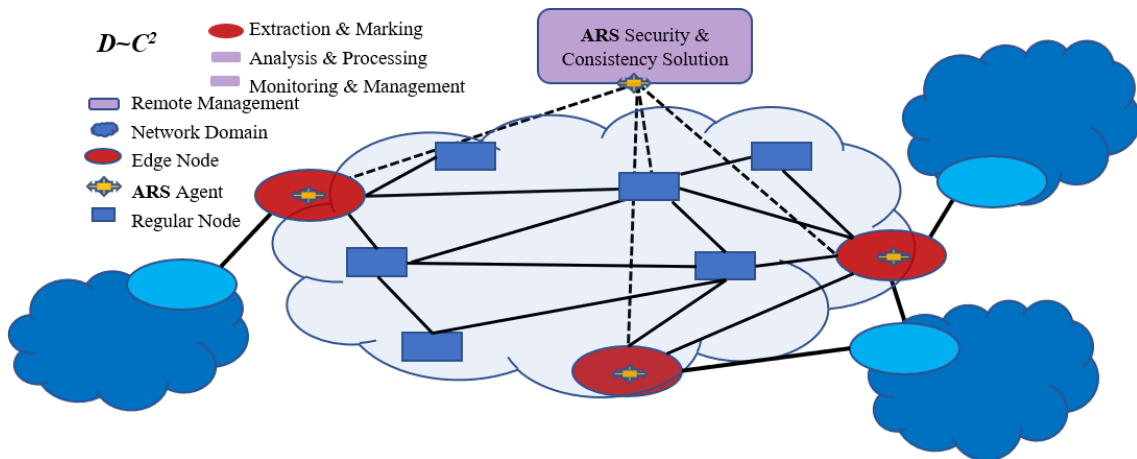 D~C²
Extraction & Marking
Analysis & Processing
Monitoring & Management
Remote Management
Network Domain
Edge Node
ARS Agent
Regular Node
ARS Security &
Consistency Solution